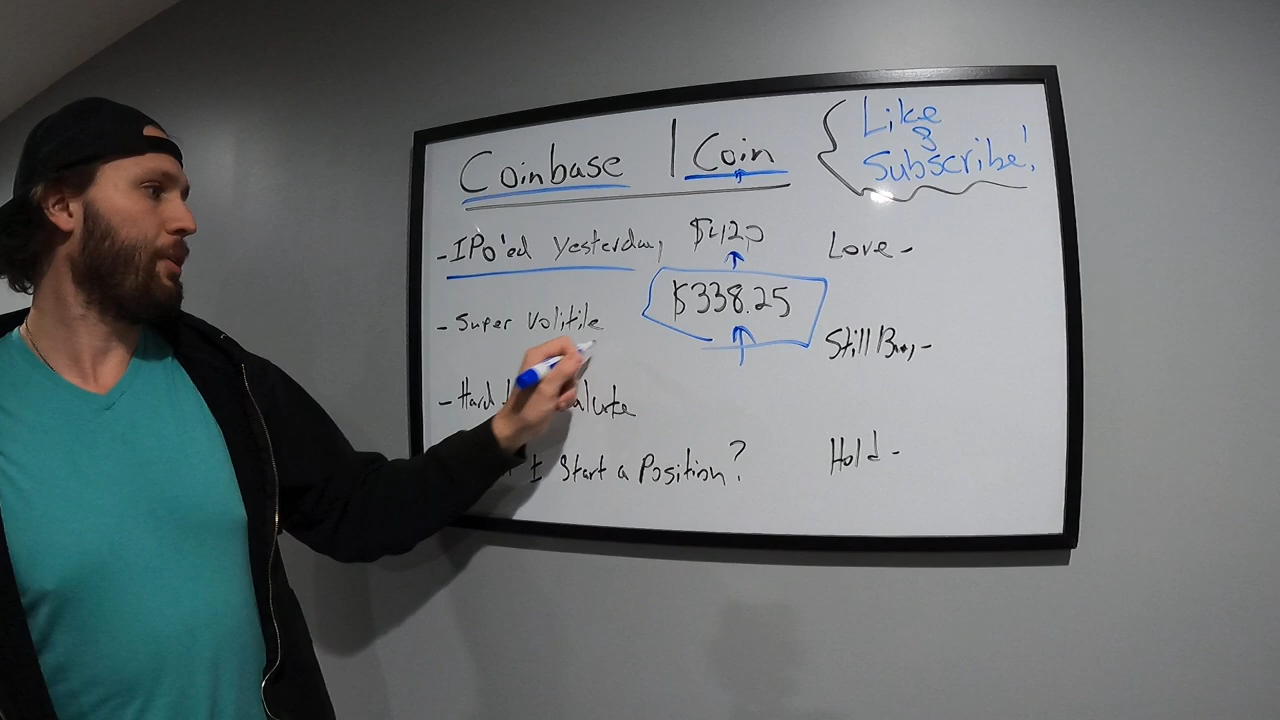 Coinbase | Coin
{ Like
&
Subscribe!
- IPO'ed Yesterday
$420
$338.25
- Super Volitile
- Hard
I Start a Position?
Love -
Still Buy -
Hold -